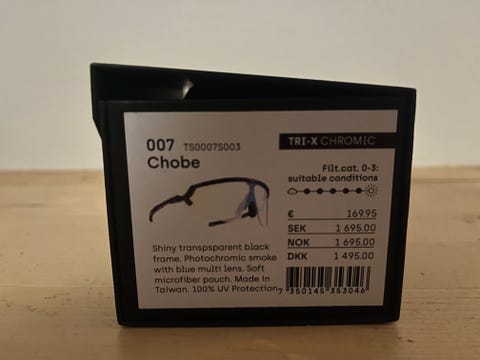 007 TS0007S003
Chobe
TRI-X CHROMIC
Filt.cat. 0-3:
suitable conditions
€ 169.95
SEK 1 695.00
NOK 1 695.00
DKK 1 495.00
Shiny transpsparent black
frame. Photochromic smoke
with blue multi lens. Soft
microfiber pouch. Made in
Taiwan. 100% UV Protection
7 350145 353046